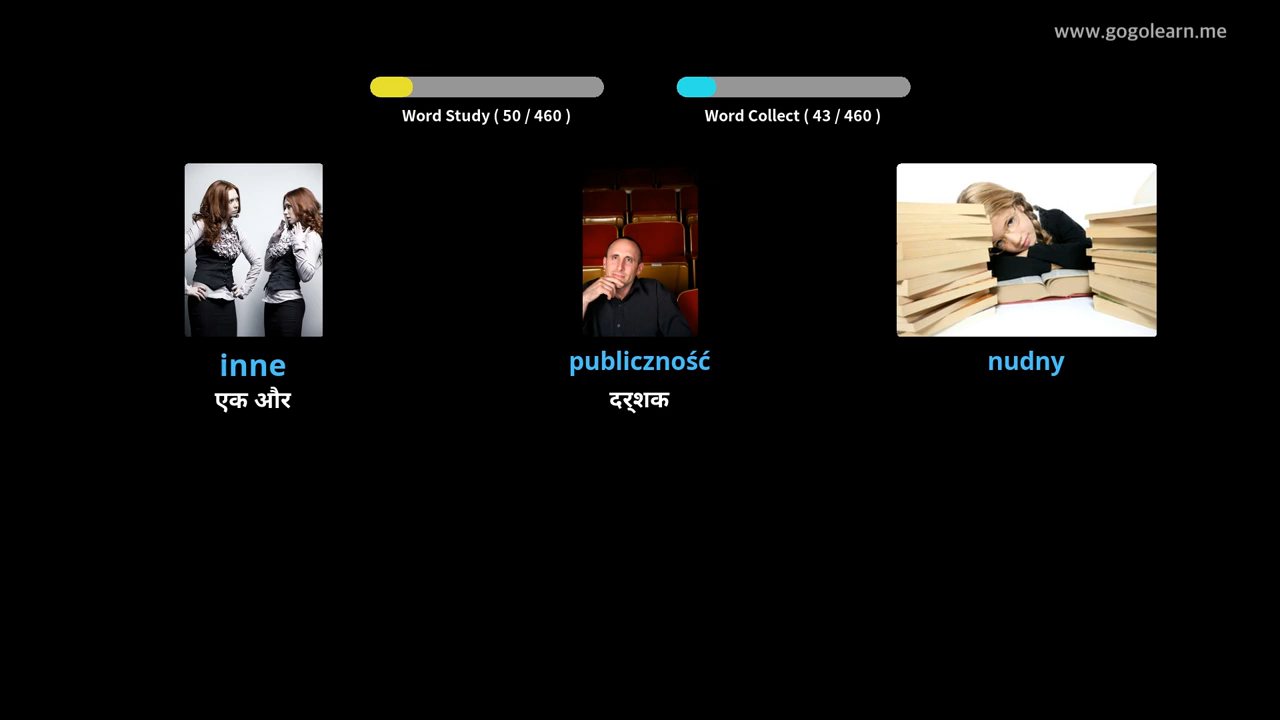 www.gogolearn.me
Word Study ( 50 / 460 )
Word Collect ( 43 / 460 )
inne
publiczność
nudny
एक और
दर्शक